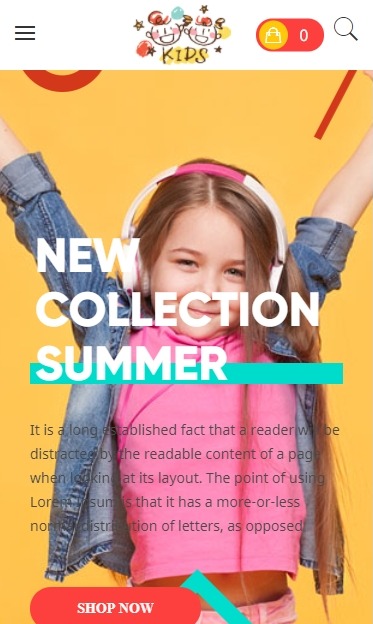 KIDS
0
NEW
COLLECTION
SUMMER
It is a long established fact that a reader will be
distracted by the readable content of a page
when looking at its layout. The point of using
Lorem Ipsum is that it has a more-or-less
normal distribution of letters, as opposed.
SHOP NOW